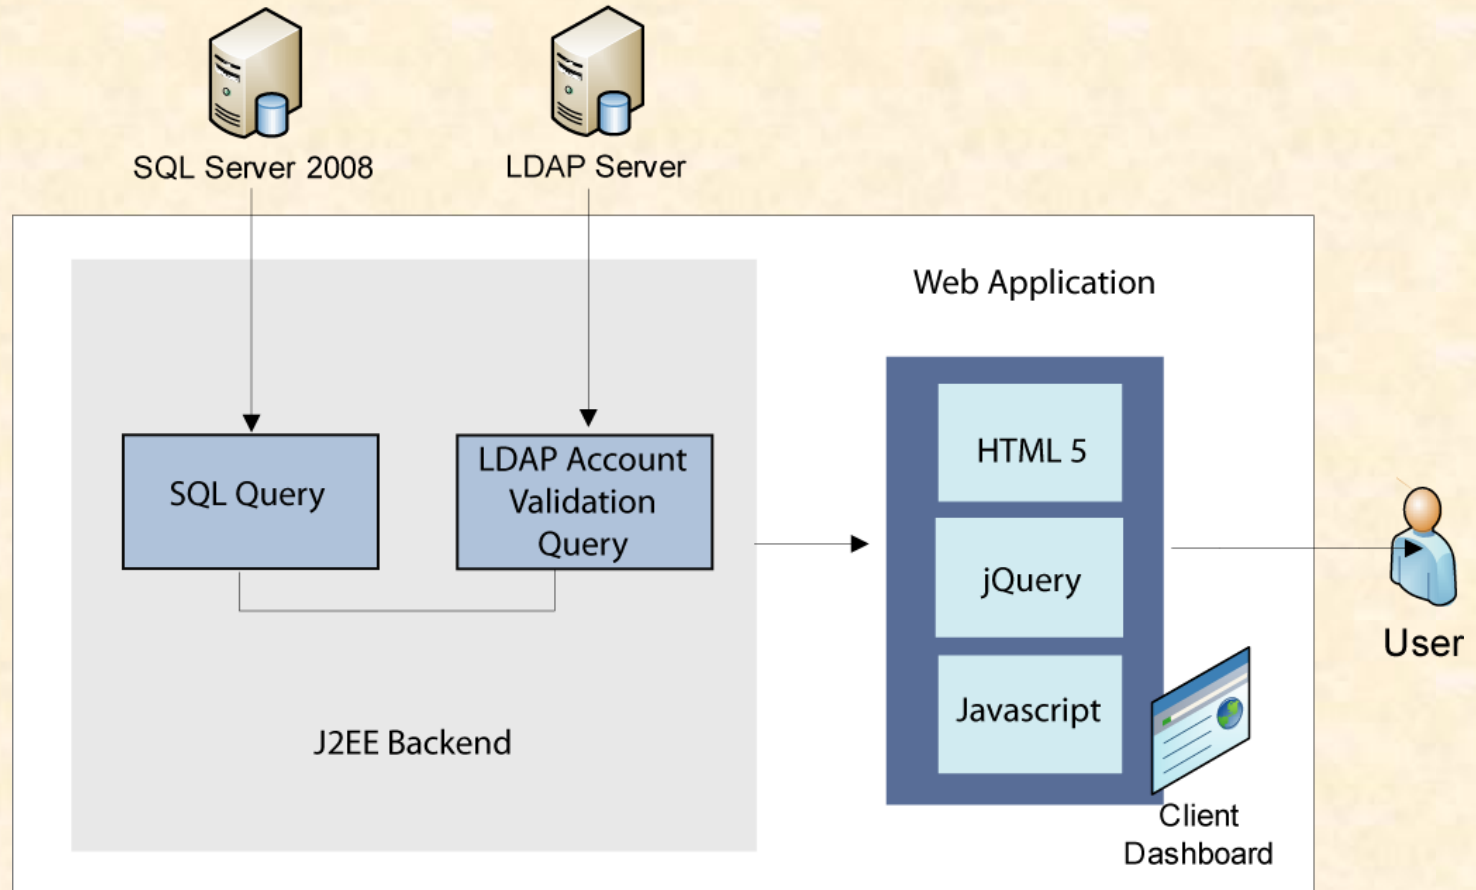 SQL Server 2008
LDAP Server
Web Application
SQL Query
LDAP Account
Validation
Query
HTML 5
jQuery
Javascript
J2EE Backend
User
Client
Dashboard